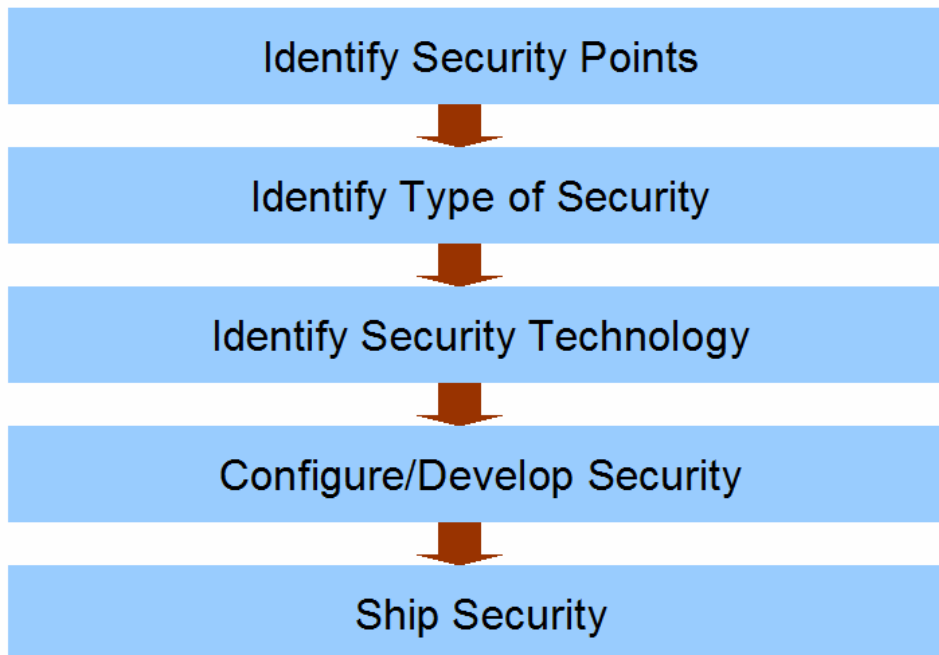 Identify Security Points
Identify Type of Security
Identify Security Technology
Configure/Develop Security
Ship Security